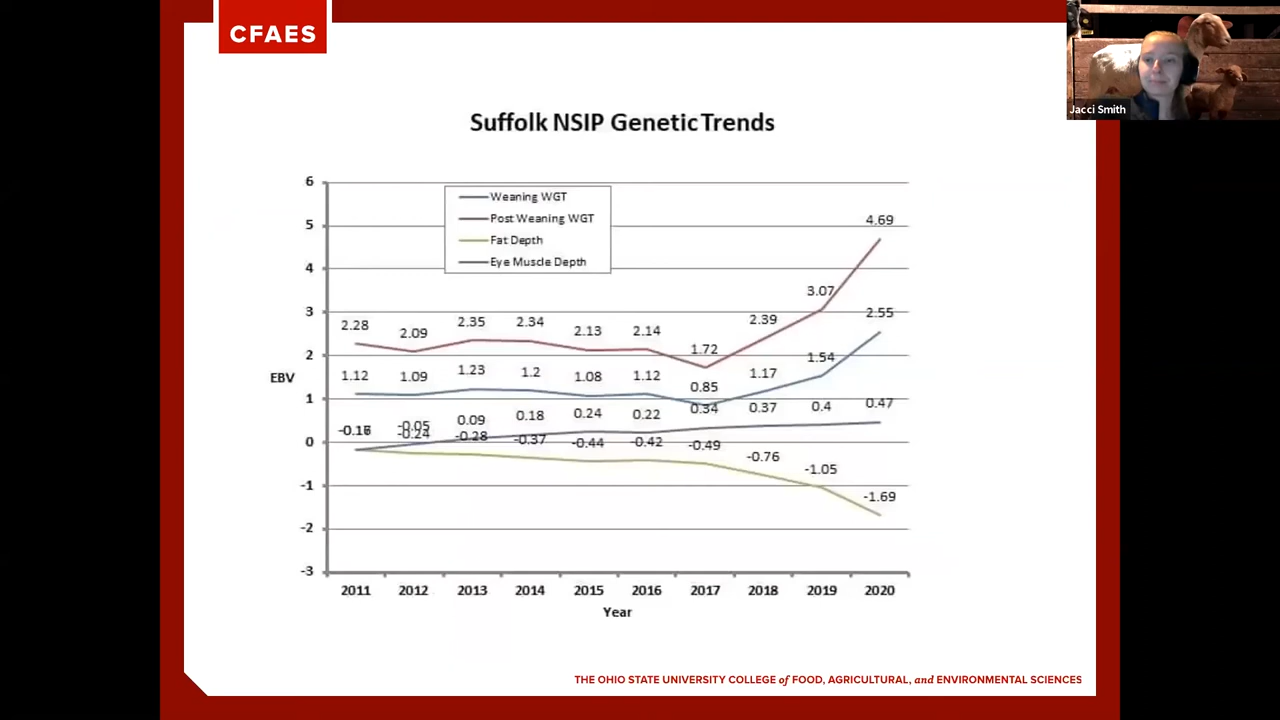 CFAES
Jacci Smith
Suffolk NSIP Genetic Trends
6
5
4
3
2
1
0
-1
-2
-3
EBV
Weaning WGT
Post Weaning WGT
Fat Depth
Eye Muscle Depth
2.28 2.09 2.35 2.34 2.13 2.14 1.72 2.39 3.07 4.69
1.12 1.09 1.23 1.2 1.08 1.12 0.85 1.17 1.54 2.55
-0.05 0.09 0.18 0.24 0.22 0.34 0.37 0.4 0.47
-0.24 -0.28 -0.37 -0.44 -0.42 -0.49 -0.76 -1.05 -1.69
2011 2012 2013 2014 2015 2016 2017 2018 2019 2020
Year
THE OHIO STATE UNIVERSITY COLLEGE of FOOD, AGRICULTURAL, and ENVIRONMENTAL SCIENCES